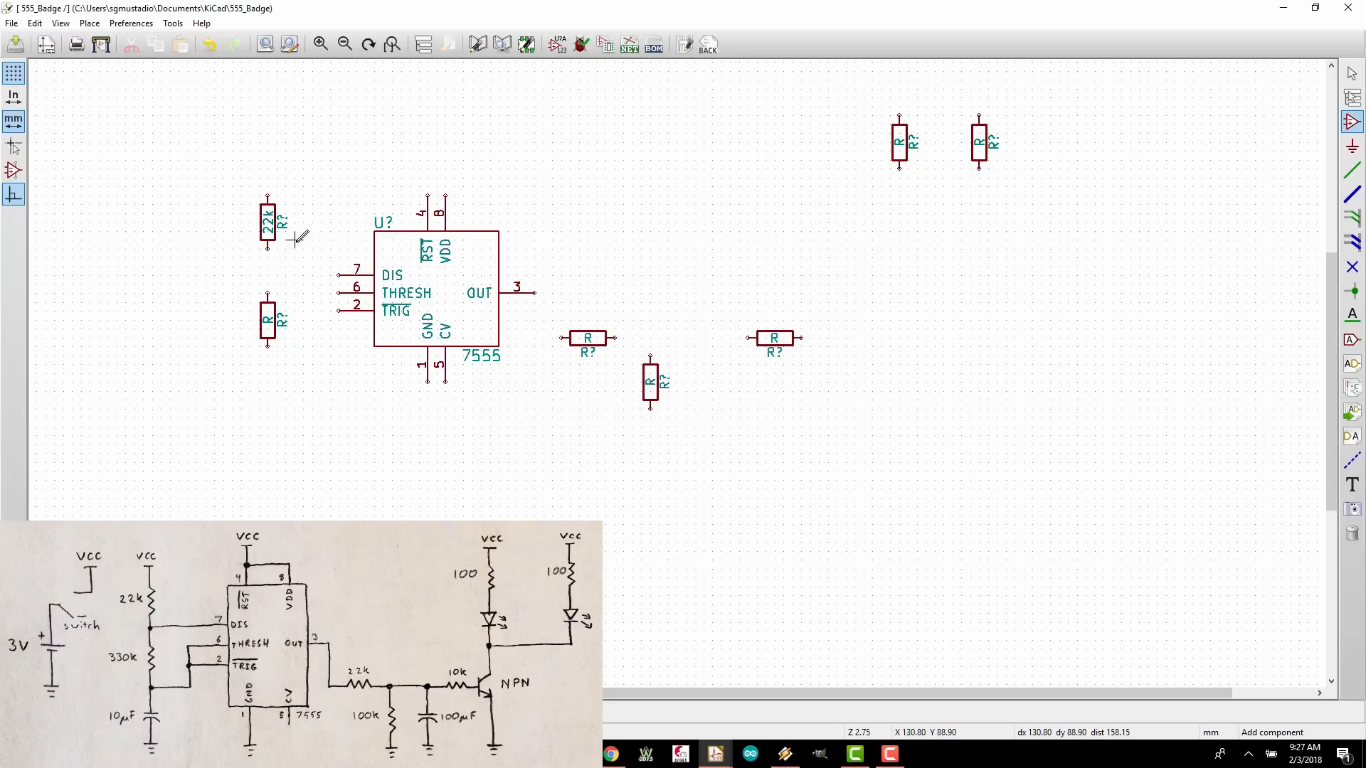 [ 555_Badge /] (C:\Users\sgmustadio\Documents\KiCad\555_Badge)
File Edit View Place Preferences Tools Help
U?A
123
NET
BOM
BACK
In
mm
R
R?
R
R?
22k
R?
U?
4
8
RST
VDD
7
DIS
6
THRESH
OUT
3
2
TRIG
GND
CV
7555
1
5
R
R?
R
R?
R
R?
R
R?
A
A
D
DA
T
VCC
VCC
VCC
VCC
VCC
4
8
RST
VDD
22k
switch
7
DIS
3V
+
6
THRESH
OUT
3
330k
2
TRIG
GND
CV
10µF
1
7555
100
100
22k
10k
NPN
100k
100µF
Z 2.75
X 130.80 Y 88.90
dx 130.80 dy 88.90 dist 158.15
mm
Add component
9:27 AM
2/3/2018